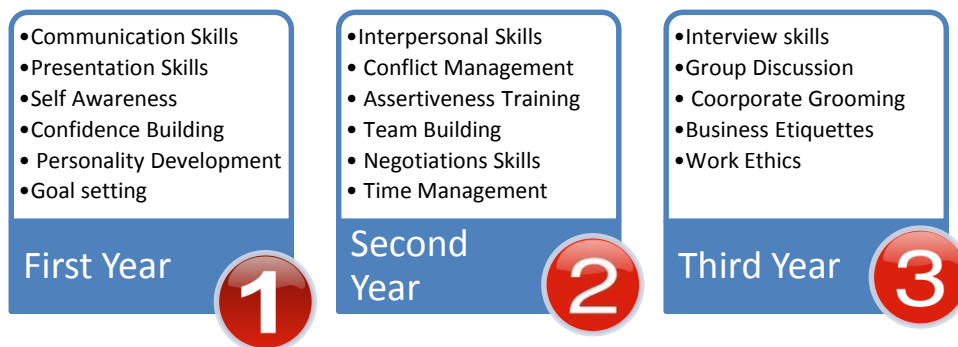 •Communication Skills
•Presentation Skills
•Self Awareness
•Confidence Building
• Personality Development
•Goal setting
First Year
1
•Interpersonal Skills
• Conflict Management
• Assertiveness Training
• Team Building
• Negotiations Skills
• Time Management
Second
Year
2
•Interview skills
•Group Discussion
• Coorporate Grooming
•Business Etiquettes
•Work Ethics
Third Year
3